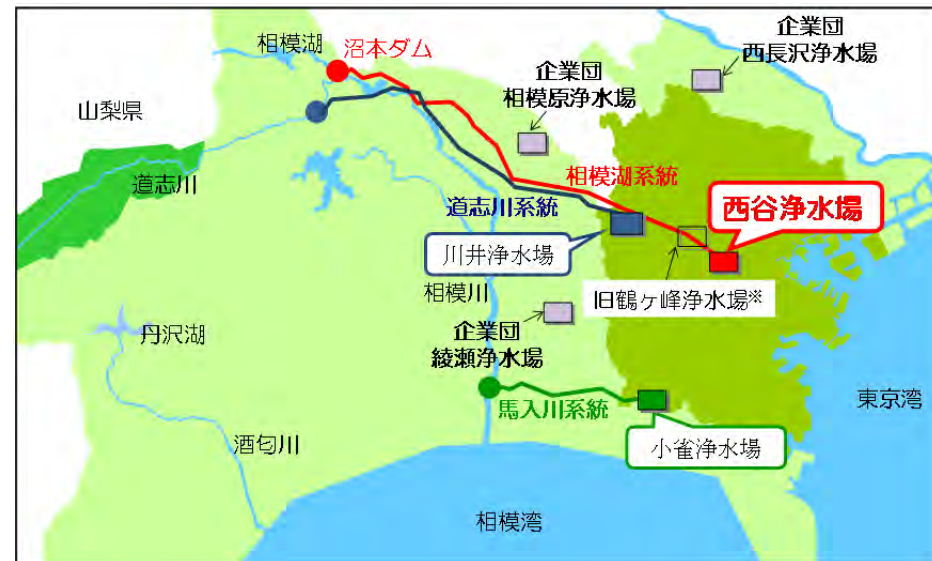 相模湖
沼本ダム
企業団
西長沢浄水場
企業団
相模原浄水場
山梨県
道志川
相模湖系統
道志川系統
西谷浄水場
川井浄水場
旧鶴ヶ峰浄水場※
相模川
企業団
綾瀬浄水場
丹沢湖
馬入川系統
東京湾
小雀浄水場
酒匂川
相模湾